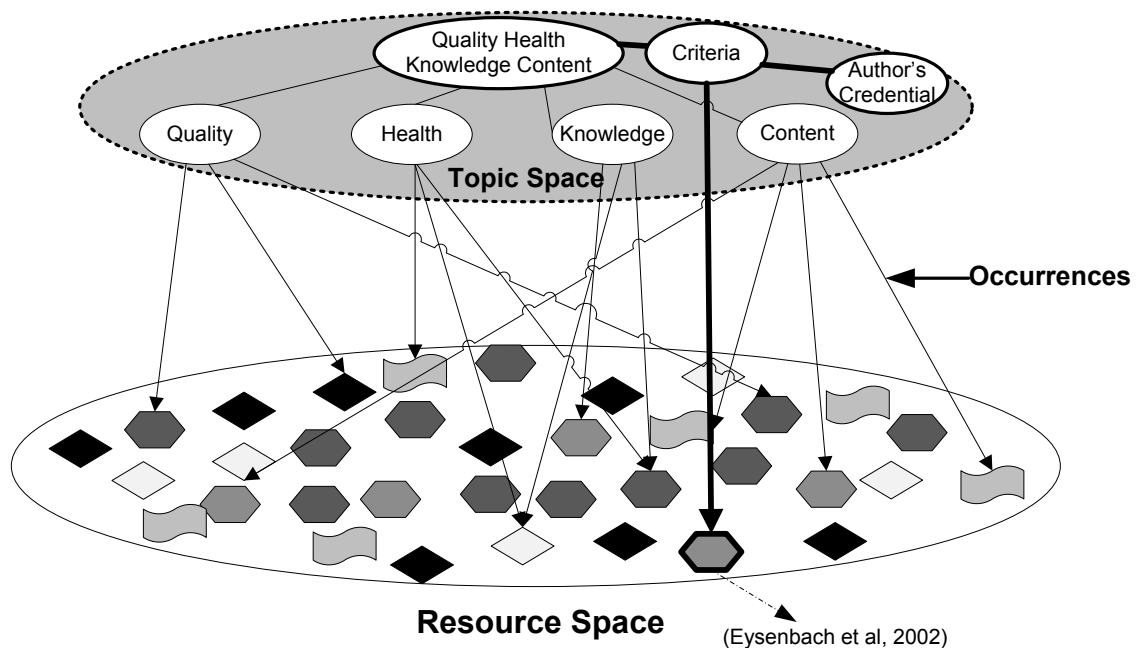 Quality Health
Knowledge Content
Criteria
Author's
Credential
Quality
Health
Knowledge
Content
Topic Space
Occurrences
Resource Space
(Eysenbach et al, 2002)